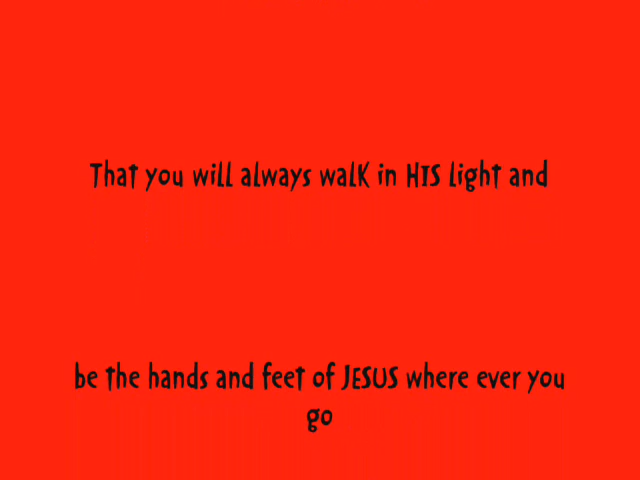 That you will always walk in HIS light and
be the hands and feet of JESUS where ever you
go